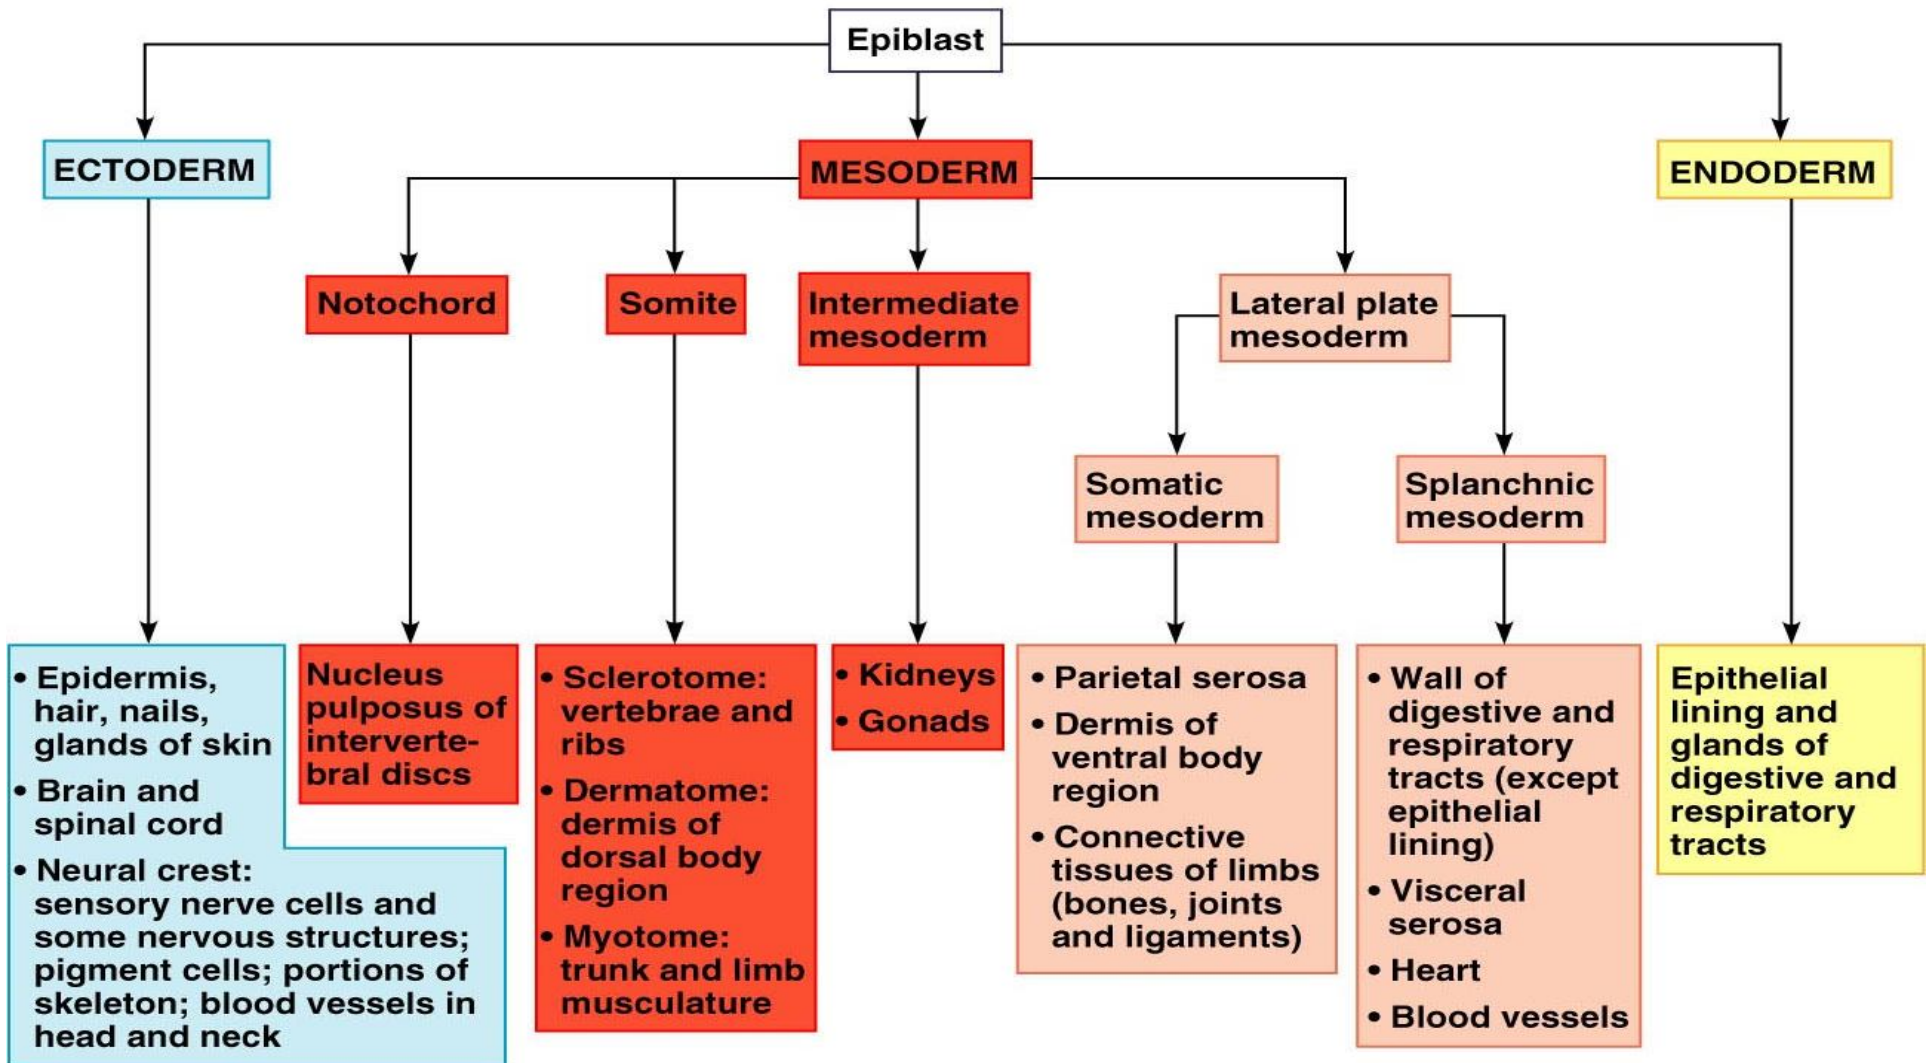 Epiblast
ECTODERM
MESODERM
ENDODERM
Notochord
Somite
Intermediate
mesoderm
Lateral plate
mesoderm
Somatic
mesoderm
Splanchnic
mesoderm
• Epidermis,
hair, nails,
glands of skin
• Brain and
spinal cord
• Neural crest:
sensory nerve cells and
some nervous structures;
pigment cells; portions of
skeleton; blood vessels in
head and neck
Nucleus
pulposus of
interverte-
bral discs
• Sclerotome:
vertebrae and
ribs
• Dermatome:
dermis of
dorsal body
region
• Myotome:
trunk and limb
musculature
• Kidneys
• Gonads
• Parietal serosa
• Dermis of
ventral body
region
• Connective
tissues of limbs
(bones, joints
and ligaments)
• Wall of
digestive and
respiratory
tracts (except
epithelial
lining)
• Visceral
serosa
• Heart
• Blood vessels
Epithelial
lining and
glands of
digestive and
respiratory
tracts